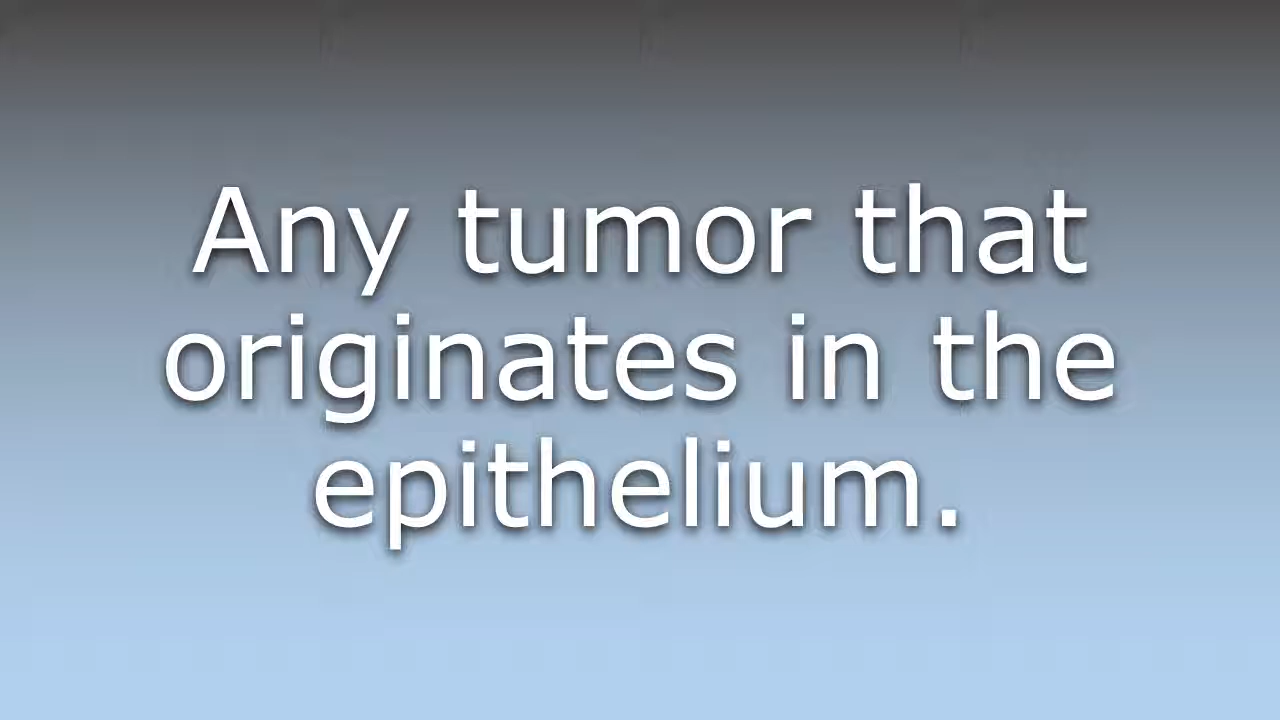 Any tumor that
originates in the
epithelium.